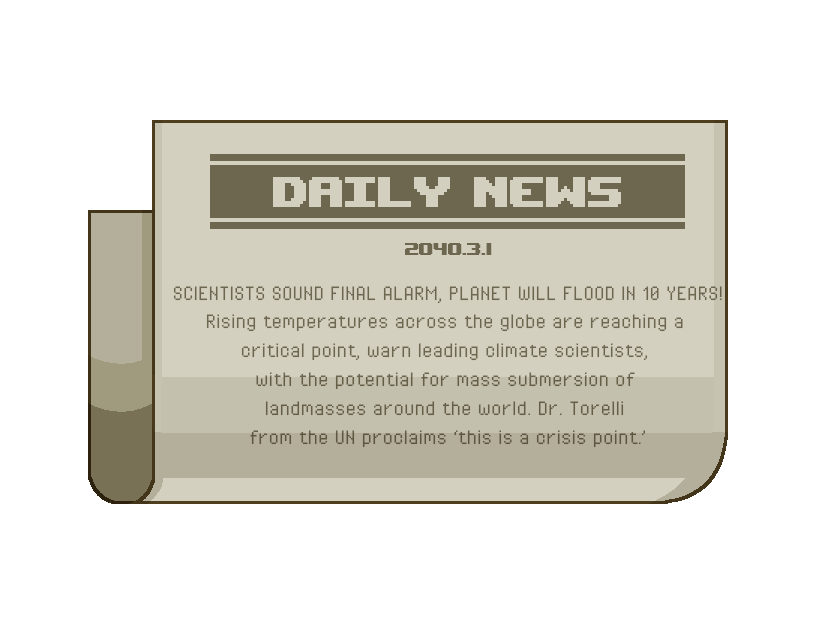 DAILY NEWS
2040.3.1
SCIENTISTS SOUND FINAL ALARM, PLANET WILL FLOOD IN 10 YEARS!
Rising temperatures across the globe are reaching a
critical point, warn leading climate scientists,
with the potential for mass submersion of
landmasses around the world. Dr. Torelli
from the UN proclaims ‘this is a crisis point.’